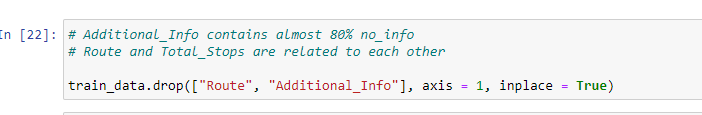 In [22]: # Additional_Info contains almost 80% no_info
# Route and Total_Stops are related to each other
train_data.drop(["Route", "Additional_Info"], axis = 1, inplace = True)